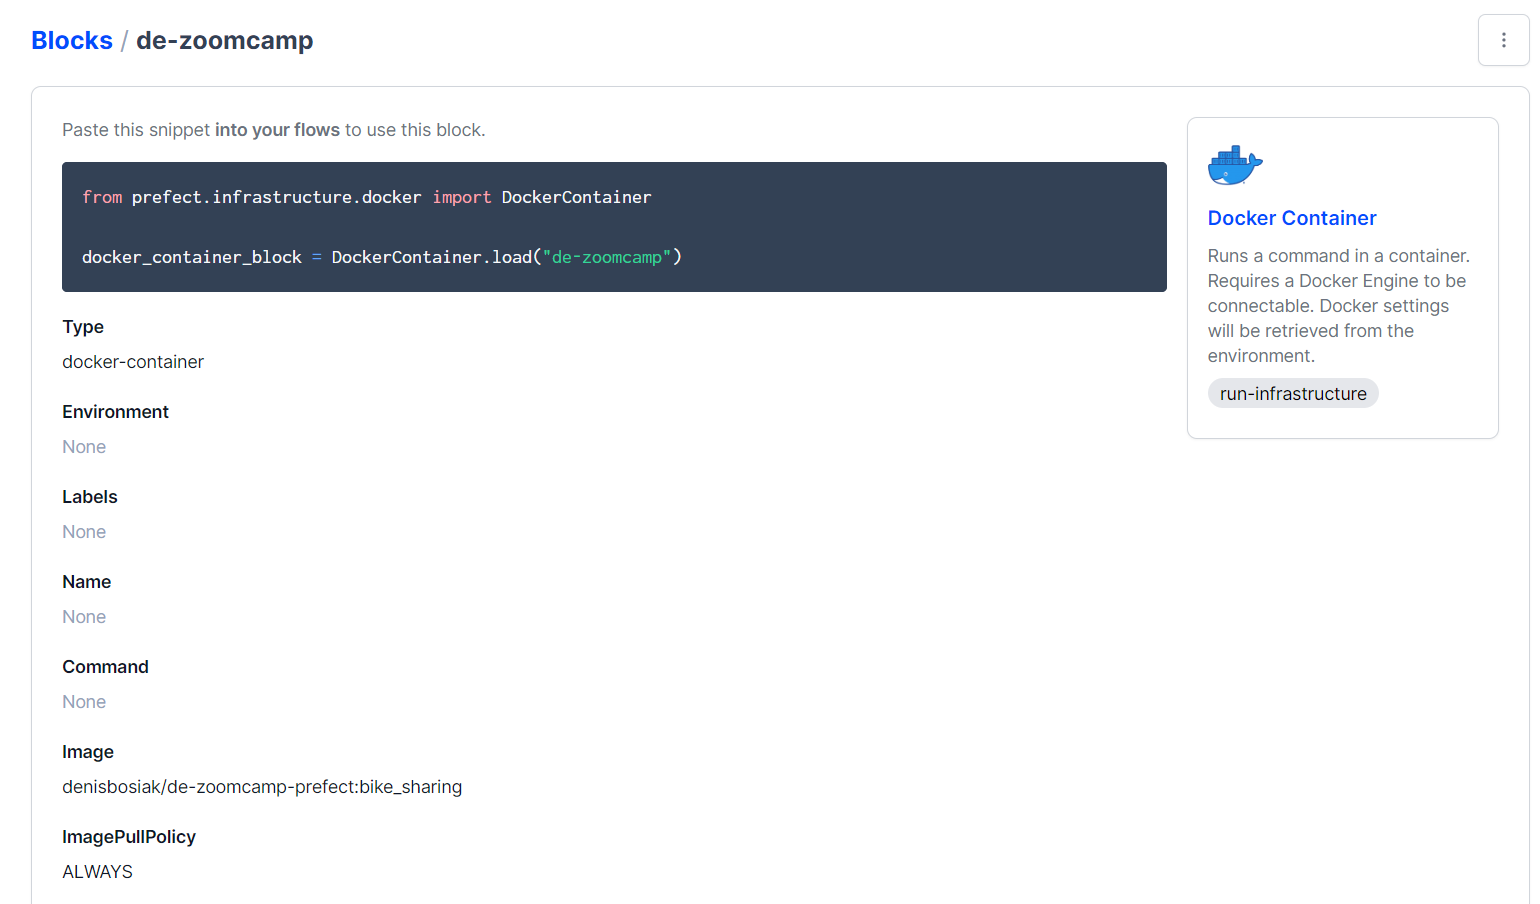 Blocks / de-zoomcamp
Paste this snippet into your flows to use this block.
from prefect.infrastructure.docker import DockerContainer
docker_container_block = DockerContainer.load("de-zoomcamp")
Type
docker-container
Environment
None
Labels
None
Name
None
Command
None
Image
denisbosiak/de-zoomcamp-prefect:bike_sharing
ImagePullPolicy
ALWAYS
Docker Container
Runs a command in a container.
Requires a Docker Engine to be
connectable. Docker settings
will be retrieved from the
environment.
run-infrastructure